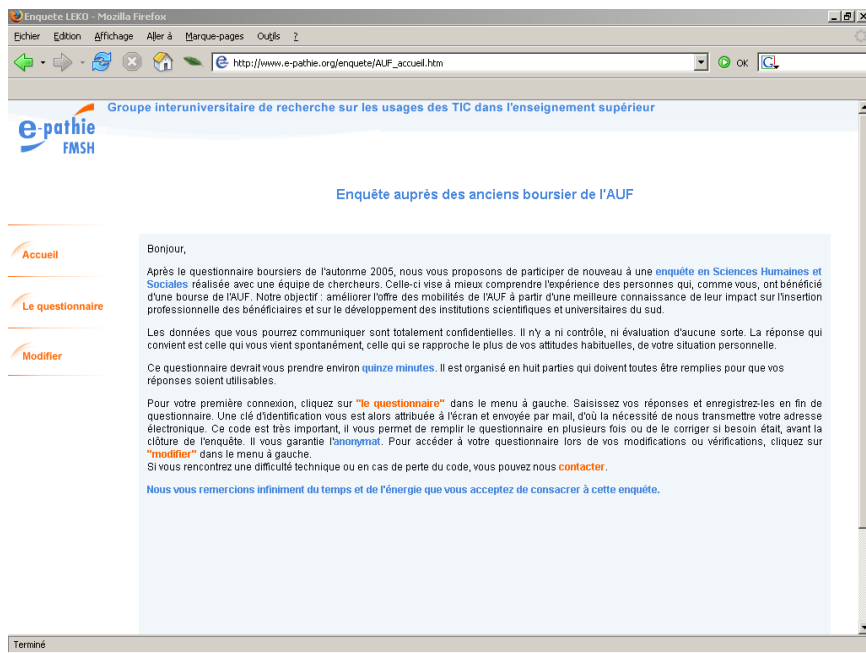 Enquete LEKO - Mozilla Firefox
Eichier Edition Affichage Aller à Marque-pages Outils ?
http://www.e-pathie.org/enquete/AUF_accueil.htm
OK
G
e-pathie
FMSH
Groupe interuniversitaire de recherche sur les usages des TIC dans l'enseignement supérieur
Enquête auprès des anciens boursier de l'AUF
Accueil
Le questionnaire
Modifier
Bonjour,
Après le questionnaire boursiers de l'autonme 2005, nous vous proposons de participer de nouveau à une enquête en Sciences Humaines et
Sociales réalisée avec une équipe de chercheurs. Celle-ci vise à mieux comprendre l'expérience des personnes qui, comme vous, ont bénéficié
d'une bourse de l'AUF. Notre objectif : améliorer l'offre des mobilités de l'AUF à partir d'une meilleure connaissance de leur impact sur l'insertion
professionnelle des bénéficiaires et sur le développement des institutions scientifiques et universitaires du sud.
Les données que vous pourrez communiquer sont totalement confidentielles. Il n'y a ni contrôle, ni évaluation d'aucune sorte. La réponse qui
convient est celle qui vous vient spontanément, celle qui se rapproche le plus de vos attitudes habituelles, de votre situation personnelle.
Ce questionnaire devrait vous prendre environ quinze minutes. Il est organisé en huit parties qui doivent toutes être remplies pour que vos
réponses soient utilisables.
Pour votre première connexion, cliquez sur "le questionnaire" dans le menu à gauche. Saisissez vos réponses et enregistrez-les en fin de
questionnaire. Une clé d'identification vous est alors attribuée à l'écran et envoyée par mail, d'où la nécessité de nous transmettre votre adresse
électronique. Ce code est très important, il vous permet de remplir le questionnaire en plusieurs fois ou de le corriger si besoin était, avant la
clôture de l'enquête. Il vous garantie l'anonymat. Pour accéder à votre questionnaire lors de vos modifications ou vérifications, cliquez sur
"modifier" dans le menu à gauche.
Si vous rencontrez une difficulté technique ou en cas de perte du code, vous pouvez nous contacter.
Nous vous remercions infiniment du temps et de l'énergie que vous acceptez de consacrer à cette enquête.
Terminé